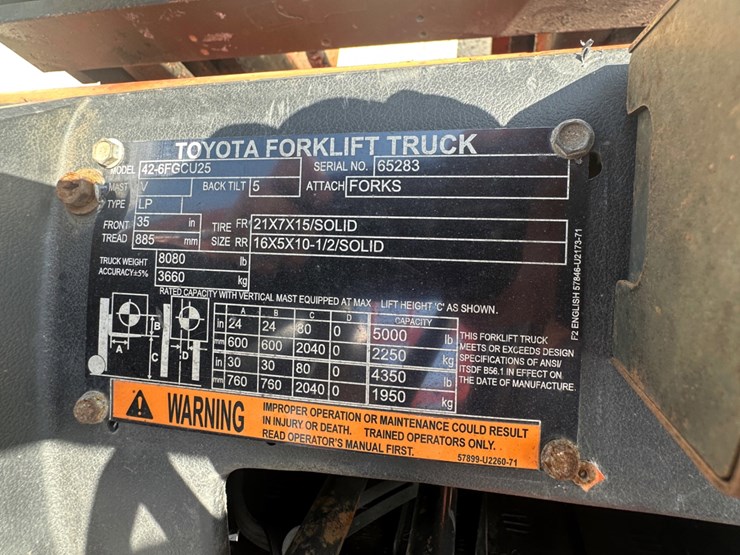 TOYOTA FORKLIFT TRUCK
MODEL 42-6FGCU25 SERIAL NO. 65283
MAST V BACK TILT 5 ATTACH FORKS
TYPE LP
FRONT TREAD 35 in 885 mm
TIRE SIZE FR 21X7X15/SOLID
RR 16X5X10-1/2/SOLID
TRUCK WEIGHT ACCURACY±5% 8080 lb
3660 kg
RATED CAPACITY WITH VERTICAL MAST EQUIPPED AT MAX LIFT HEIGHT 'C' AS SHOWN.
A B C D CAPACITY
in 24 24 80 0 5000 lb
mm 600 600 2040 0 2250 kg
in 30 30 80 0 4350 lb
mm 760 760 2040 0 1950 kg
A B C D
THIS FORKLIFT TRUCK
MEETS OR EXCEEDS DESIGN
SPECIFICATIONS OF ANSI/
ITSDF B56.1 IN EFFECT ON
THE DATE OF MANUFACTURE.
F2 ENGLISH 57846-U2173-71
WARNING
IMPROPER OPERATION OR MAINTENANCE COULD RESULT
IN INJURY OR DEATH. TRAINED OPERATORS ONLY.
READ OPERATOR'S MANUAL FIRST.
57899-U2260-71